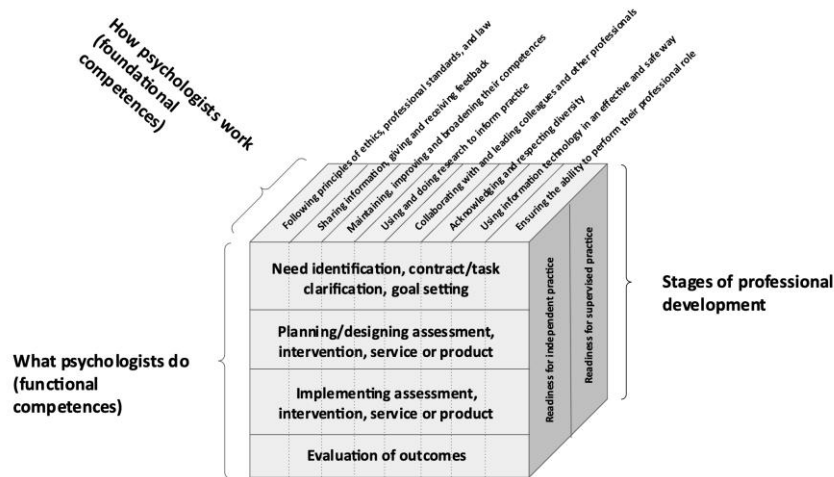 How psychologists work
(foundational
competences)
Following principles of ethics, professional standards, and law
Sharing information, giving and receiving feedback
Maintaining, improving and broadening their competences
Using and doing research to inform practice
Collaborating with and leading colleagues and other professionals
Acknowledging and respecting diversity
Using information technology in an effective and safe way
Ensuring the ability to perform their professional role
What psychologists do
(functional
competences)
Need identification, contract/task
clarification, goal setting
Planning/designing assessment,
intervention, service or product
Implementing assessment,
intervention, service or product
Evaluation of outcomes
Readiness for independent practice
Readiness for supervised practice
Stages of professional
development